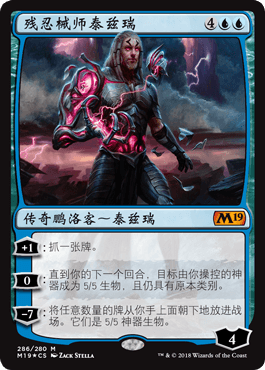 残忍械师泰兹瑞 4
传奇鹏洛客～泰兹瑞 M19
+1 :抓一张牌。
0 :直到你的下一个回合，目标由你操控的神
器成为 5/5 生物，且仍具有原本类别。
-7 :将任意数量的牌从你手上面朝下地放进战
场。它们是 5/5 神器生物。
4
286/280 M
M19★CS ZACK STELLA
™ & © 2018 Wizards of the Coast